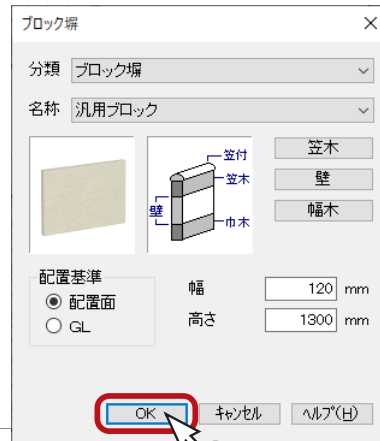 ブロック塀
分類 ブロック塀
名称 汎用ブロック
笠付
笠木
壁
巾木
笠木
壁
幅木
配置基準
配置面
GL
幅 120 mm
高さ 1300 mm
OK キャンセル ヘルプ(H)